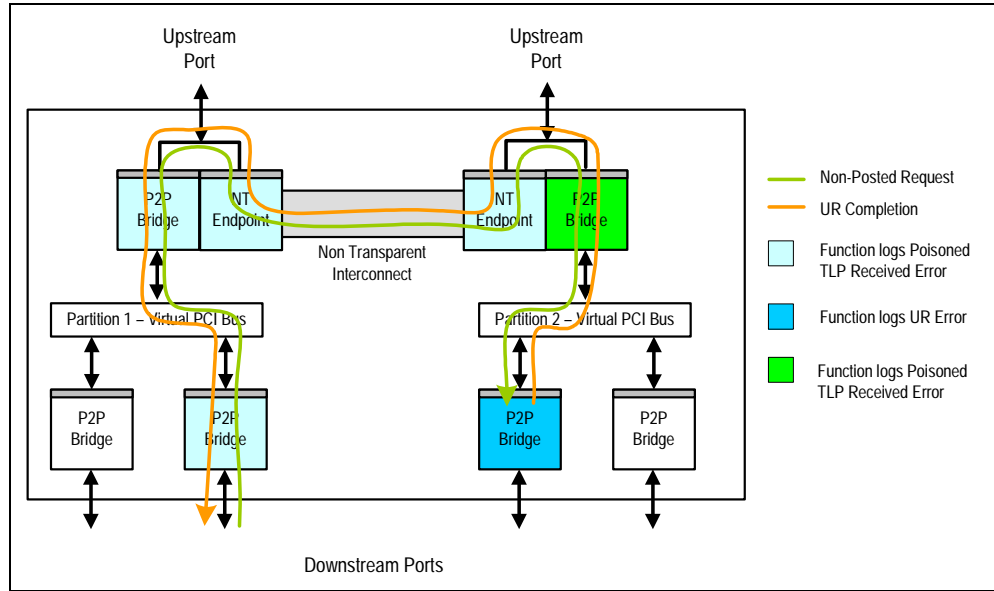 Upstream
Port
Upstream
Port
P2P
Bridge
NT
Endpoint
NT
Endpoint
P2P
Bridge
Non Transparent
Interconnect
Partition 1 – Virtual PCI Bus
Partition 2 – Virtual PCI Bus
P2P
Bridge
P2P
Bridge
P2P
Bridge
P2P
Bridge
Downstream Ports
Non-Posted Request
UR Completion
Function logs Poisoned
TLP Received Error
Function logs UR Error
Function logs Poisoned
TLP Received Error